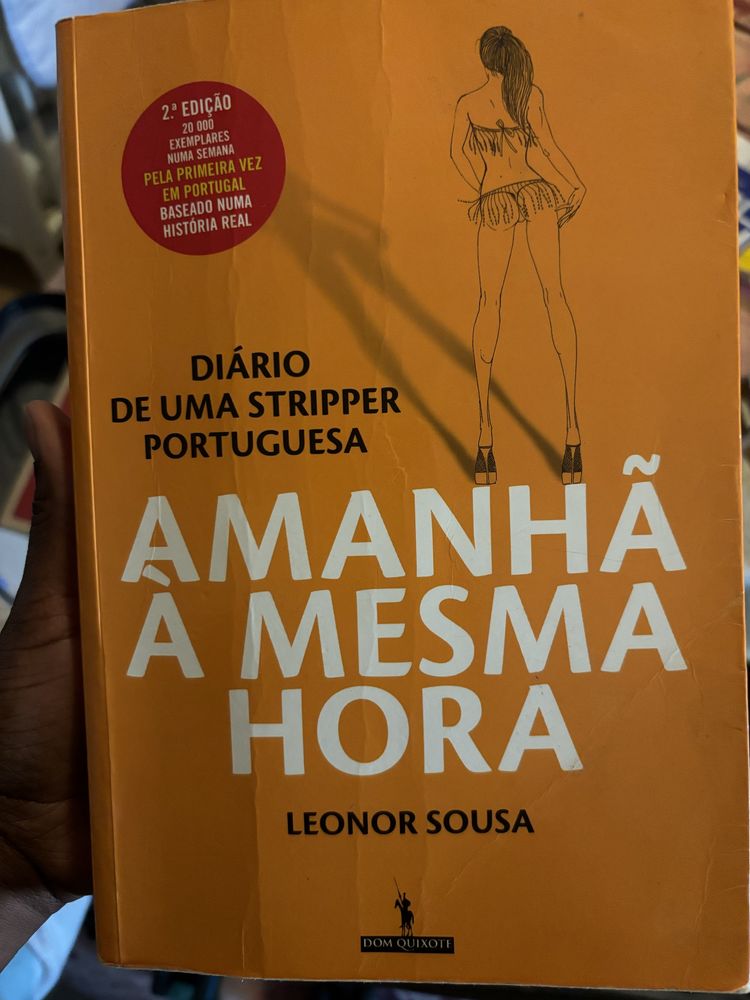 2.ª EDIÇÃO
20 000
EXEMPLARES
NUMA SEMANA
PELA PRIMEIRA VEZ
EM PORTUGAL
BASEADO NUMA
HISTÓRIA REAL
DIÁRIO
DE UMA STRIPPER
PORTUGUESA
AMANHÃ
À MESMA
HORA
LEONOR SOUSA
DOM QUIXOTE